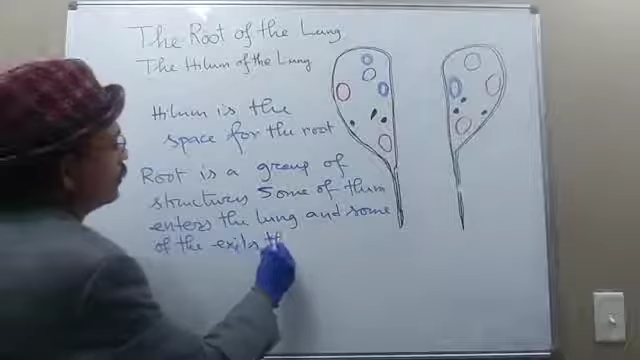 The Root of the Lung
The Hilum of the Lung
Hilum is the
space for the root
Root is a group of
structures Some of them
enters the lung and some
of the exits th